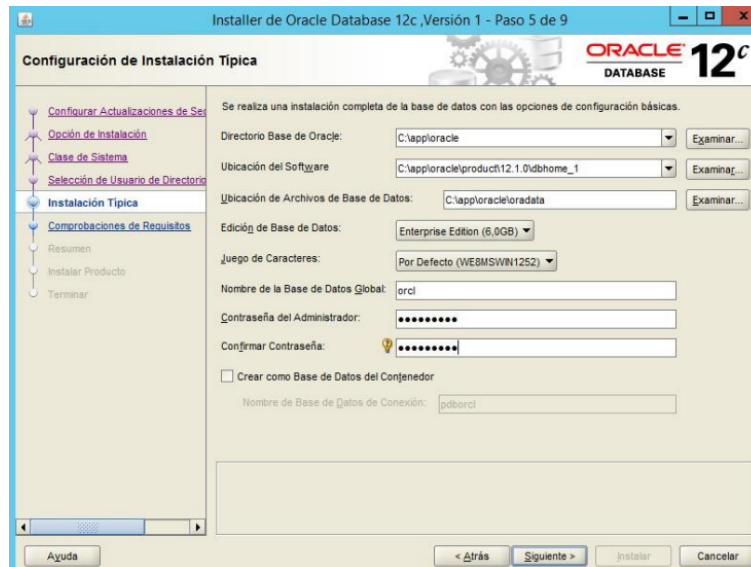 Installer de Oracle Database 12c ,Versión 1 - Paso 5 de 9
Configuración de Instalación Típica
ORACLE
DATABASE
12c
Configurar Actualizaciones de Seg
Opción de Instalación
Clase de Sistema
Selección de Usuario de Directorio
Instalación Típica
Comprobaciones de Requisitos
Resumen
Instalar Producto
Terminar
Se realiza una instalación completa de la base de datos con las opciones de configuración básicas.
Directorio Base de Oracle: C:\app\oracle Examinar...
Ubicación del Software C:\app\oracle\product\12.1.0\dbhome_1 Examinar...
Ubicación de Archivos de Base de Datos: C:\app\oracle\oradata Examinar...
Edición de Base de Datos: Enterprise Edition (6,0GB)
Juego de Caracteres: Por Defecto (WE8MSWIN1252)
Nombre de la Base de Datos Global: orcl
Contraseña del Administrador: •••••••••
Confirmar Contraseña: •••••••••
Crear como Base de Datos del Contenedor
Nombre de Base de Datos de Conexión: pdborcl
Ayuda < Atrás Siguiente > Instalar Cancelar